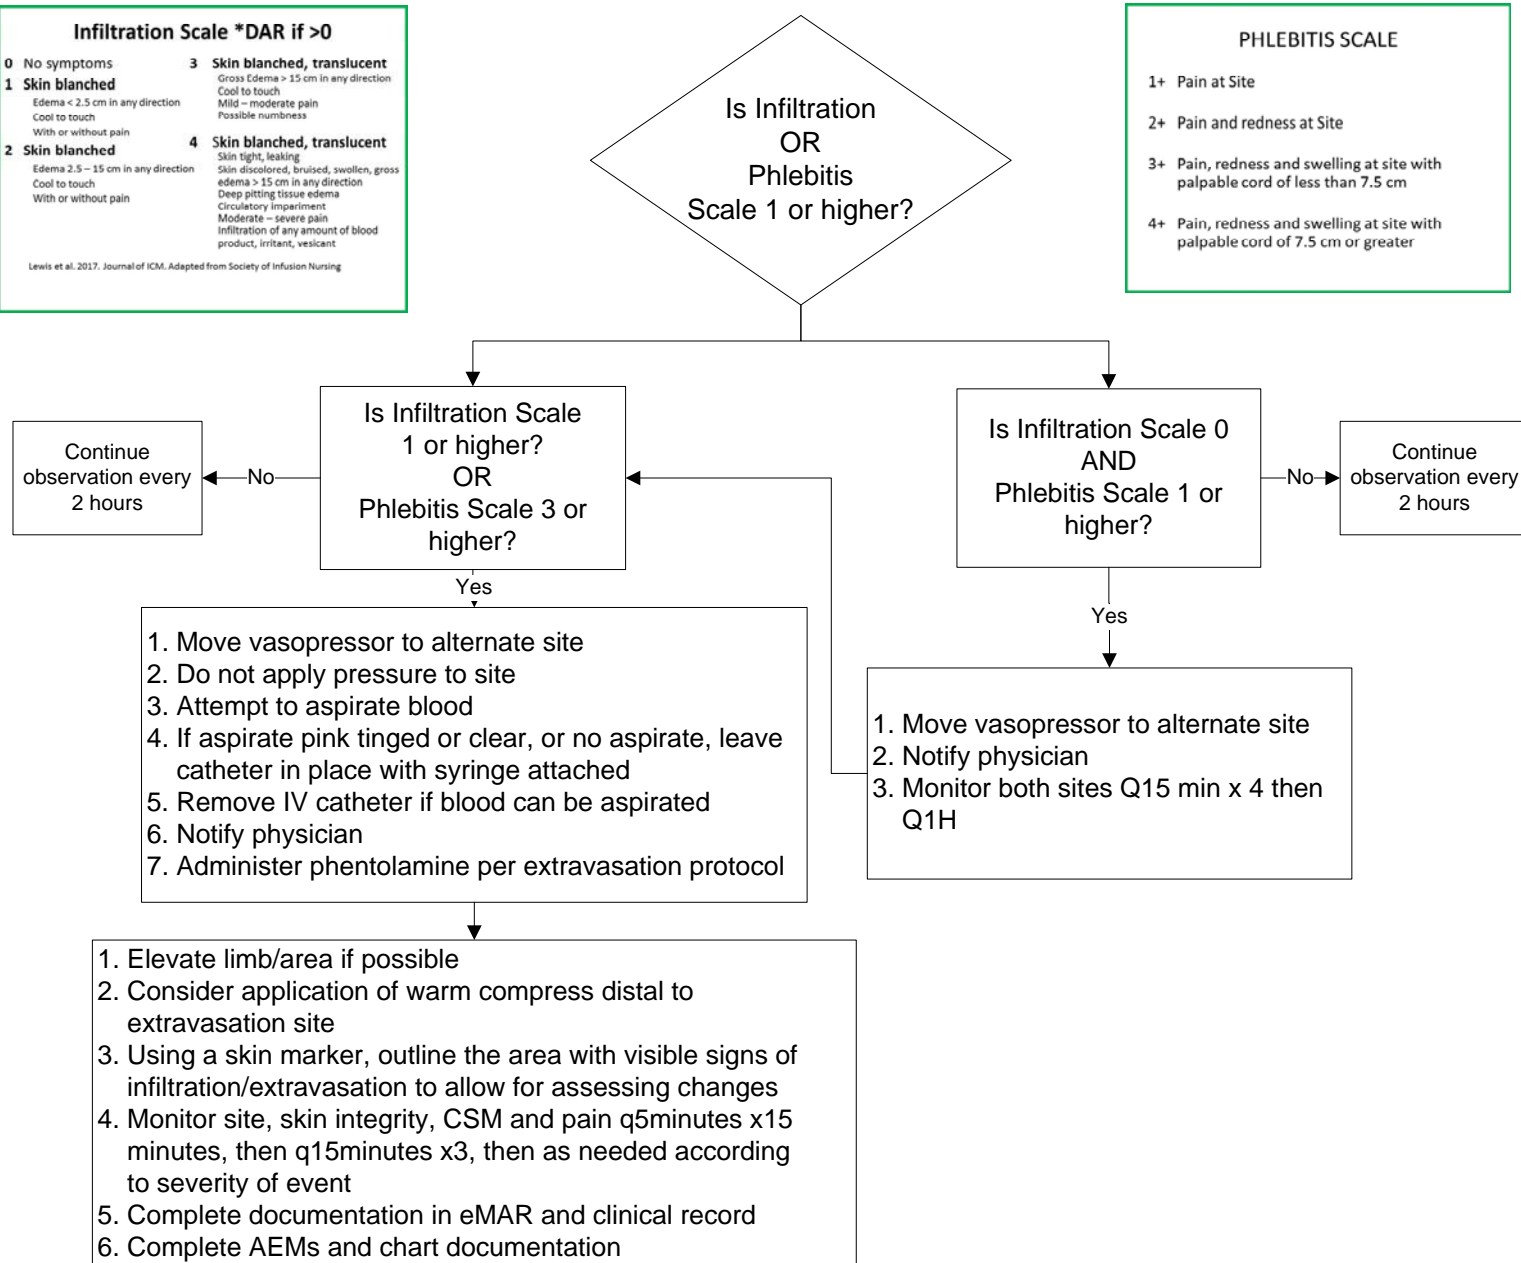 Infiltration Scale *DAR if >0
0 No symptoms
1 Skin blanched
Edema < 2.5 cm in any direction
Cool to touch
With or without pain
2 Skin blanched
Edema 2.5 – 15 cm in any direction
Cool to touch
With or without pain
3 Skin blanched, translucent
Gross Edema > 15 cm in any direction
Cool to touch
Mild – moderate pain
Possible numbness
4 Skin blanched, translucent
Skin tight, leaking
Skin discolored, bruised, swollen, gross
edema > 15 cm in any direction
Deep pitting tissue edema
Circulatory impariment
Moderate – severe pain
Infiltration of any amount of blood
product, irritant, vesicant
Lewis et al. 2017. Journal of ICM. Adapted from Society of Infusion Nursing
Is Infiltration
OR
Phlebitis
Scale 1 or higher?
PHLEBITIS SCALE
1+ Pain at Site
2+ Pain and redness at Site
3+ Pain, redness and swelling at site with
palpable cord of less than 7.5 cm
4+ Pain, redness and swelling at site with
palpable cord of 7.5 cm or greater
Continue
observation every
2 hours
No
Is Infiltration Scale
1 or higher?
OR
Phlebitis Scale 3 or
higher?
Yes
Is Infiltration Scale 0
AND
Phlebitis Scale 1 or
higher?
No
Continue
observation every
2 hours
Yes
1. Move vasopressor to alternate site
2. Do not apply pressure to site
3. Attempt to aspirate blood
4. If aspirate pink tinged or clear, or no aspirate, leave
catheter in place with syringe attached
5. Remove IV catheter if blood can be aspirated
6. Notify physician
7. Administer phentolamine per extravasation protocol
1. Move vasopressor to alternate site
2. Notify physician
3. Monitor both sites Q15 min x 4 then
Q1H
1. Elevate limb/area if possible
2. Consider application of warm compress distal to
extravasation site
3. Using a skin marker, outline the area with visible signs of
infiltration/extravasation to allow for assessing changes
4. Monitor site, skin integrity, CSM and pain q5minutes x15
minutes, then q15minutes x3, then as needed according
to severity of event
5. Complete documentation in eMAR and clinical record
6. Complete AEMs and chart documentation